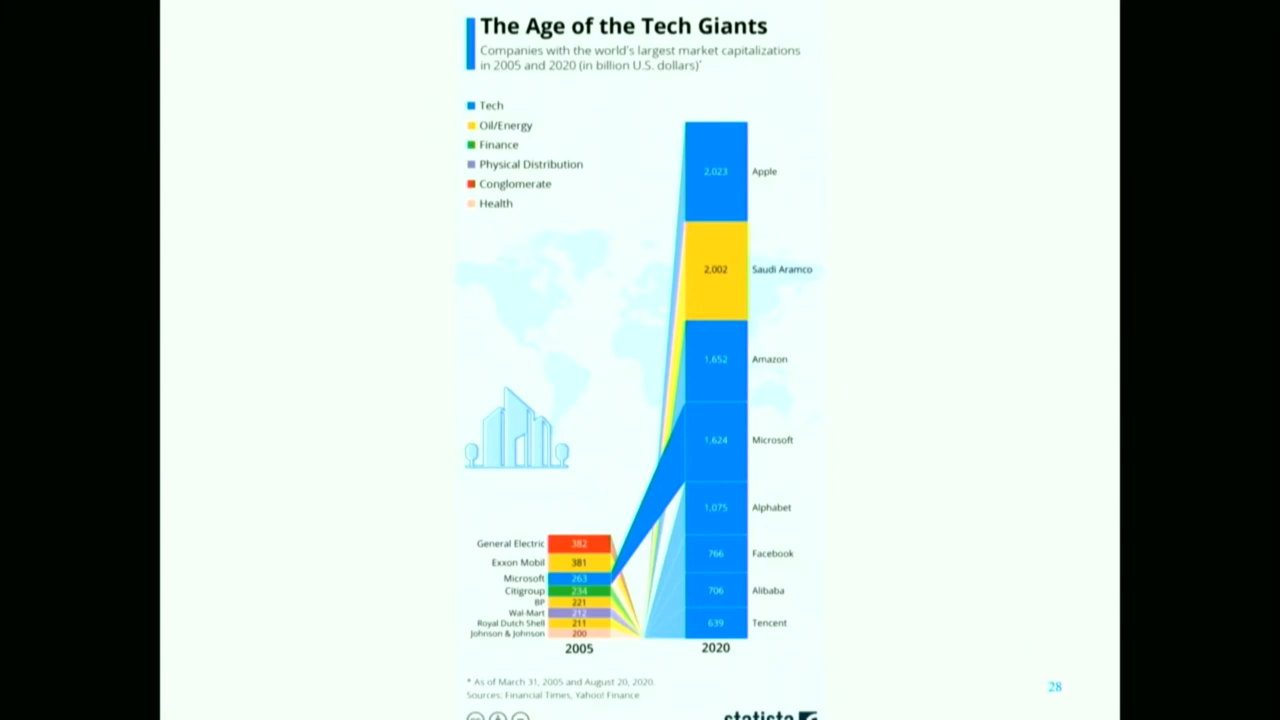 The Age of the Tech Giants
Companies with the world's largest market capitalizations
in 2005 and 2020 (in billion U.S. dollars)*
Tech
Oil/Energy
Finance
Physical Distribution
Conglomerate
Health
2,023 Apple
2,002 Saudi Aramco
1,652 Amazon
1,624 Microsoft
1,075 Alphabet
766 Facebook
706 Alibaba
639 Tencent
General Electric 382
Exxon Mobil 381
Microsoft 263
Citigroup 234
BP 221
Wal-Mart 212
Royal Dutch Shell 211
Johnson & Johnson 200
2005 2020
* As of March 31, 2005 and August 20, 2020.
Sources: Financial Times, Yahoo! Finance
statista
28